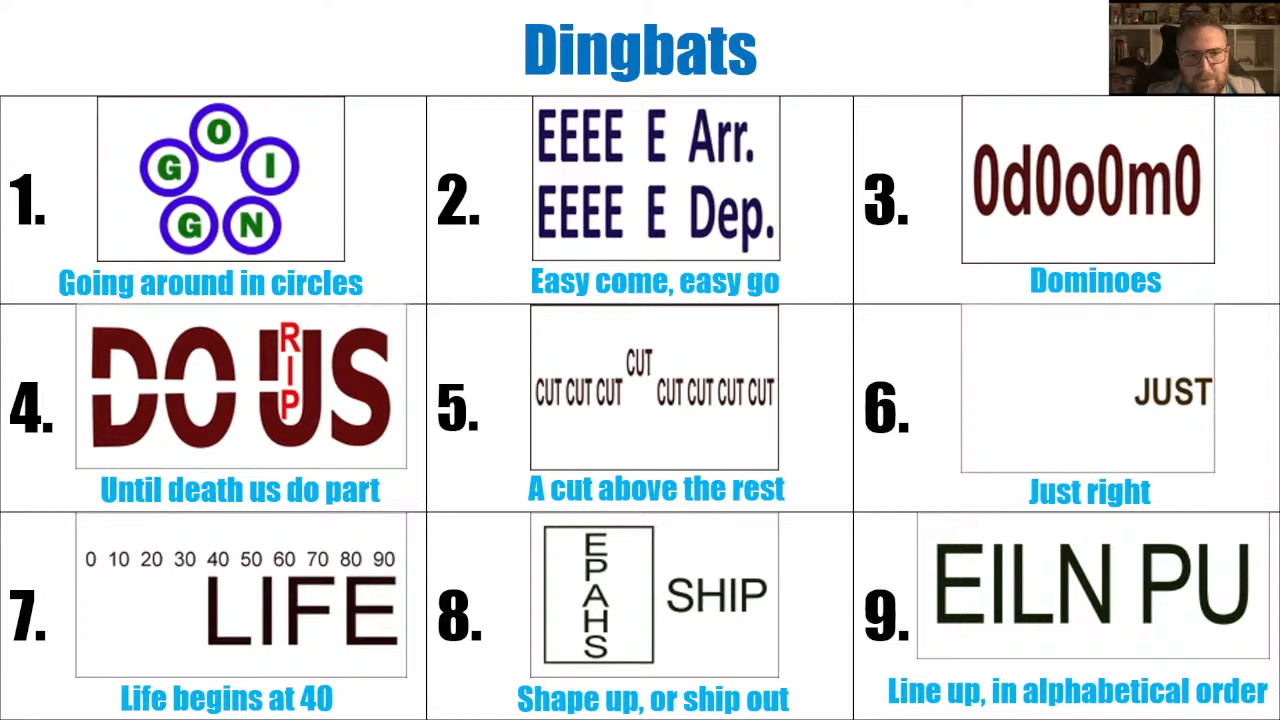 Dingbats
1.
O
G I
G N
Going around in circles
2.
EEEE E Arr.
EEEE E Dep.
Easy come, easy go
3.
0d0o0m0
Dominoes
4.
DO US
R
I
P
Until death us do part
5.
CUT
CUT CUT CUT CUT CUT CUT CUT
A cut above the rest
6.
JUST
Just right
7.
0 10 20 30 40 50 60 70 80 90
LIFE
Life begins at 40
8.
E
P
A
H
S
SHIP
Shape up, or ship out
9.
EILN PU
Line up, in alphabetical order